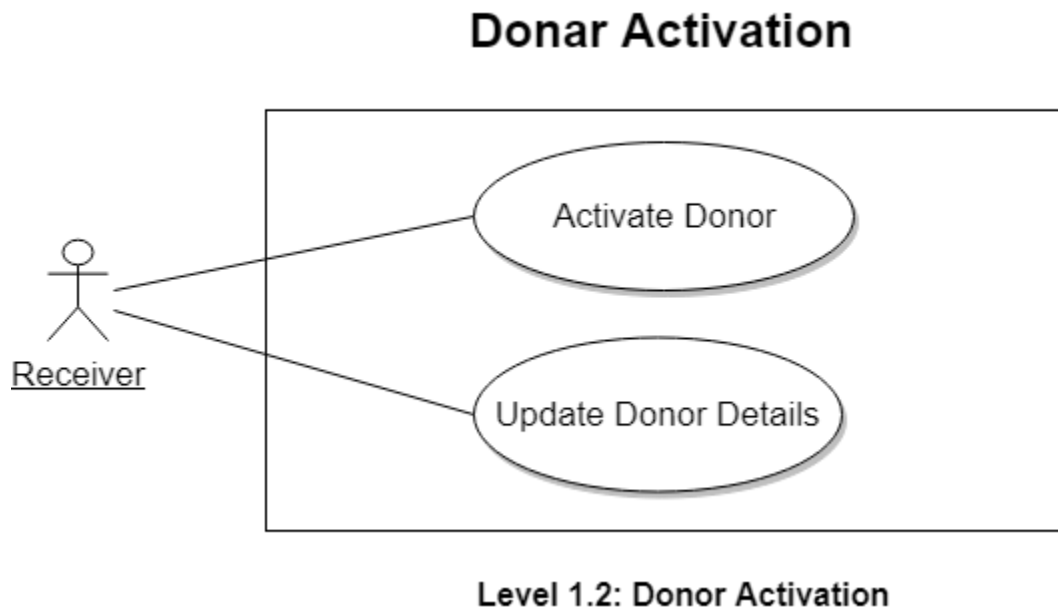 Donar Activation
Activate Donor
Receiver
Update Donor Details
Level 1.2: Donor Activation